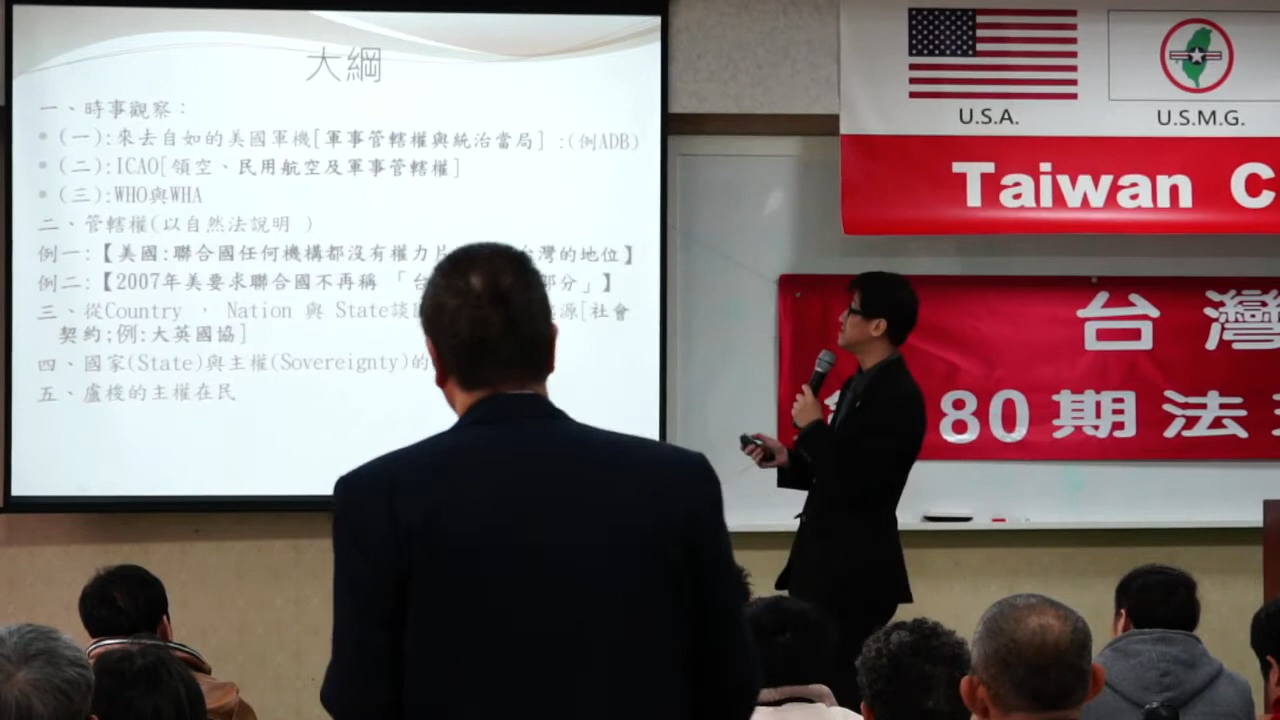 大綱
一、時事觀察：
• (一):來去自如的美國軍機[軍事管轄權與統治當局] :(例ADB)
• (二):ICAO[領空、民用航空及軍事管轄權]
• (三):WHO與WHA
二、管轄權(以自然法說明 )
例一:【美國:聯合國任何機構都沒有權力片 台灣的地位】
例二:【2007年美要求聯合國不再稱 「台 部分」】
三、從Country , Nation 與 State談 源[社會
契約;例:大英國協]
四、國家(State)與主權(Sovereignty)的
五、盧梭的主權在民
U.S.A.
U.S.M.G.
Taiwan C
台灣
80期法